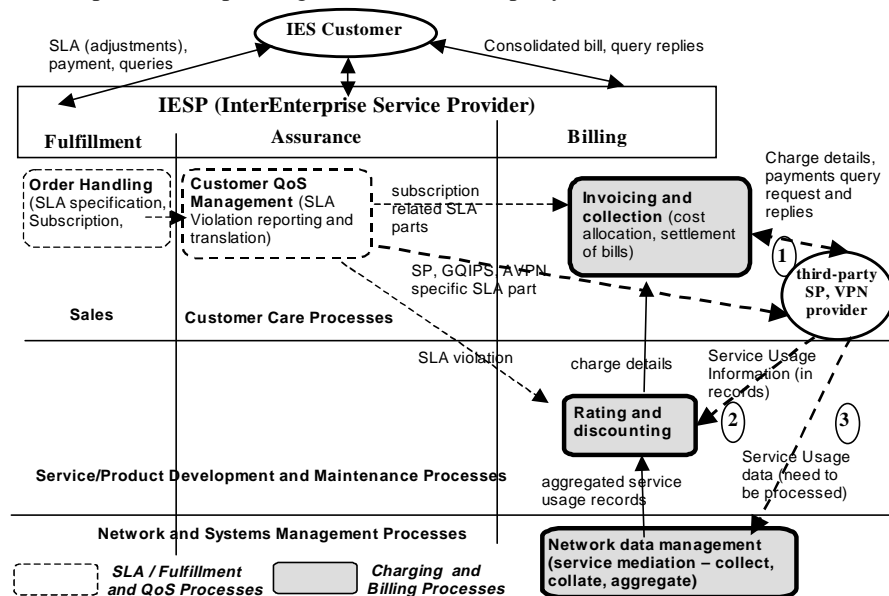 IES Customer
SLA (adjustments),
payment, queries
Consolidated bill, query replies
IESP (InterEnterprise Service Provider)
Fulfillment
Assurance
Billing
Order Handling
(SLA specification,
Subscription,
Customer QoS
Management (SLA
Violation reporting and
translation)
subscription
related SLA
parts
Invoicing and
collection (cost
allocation, settlement
of bills)
Charge details,
payments query
request and
replies
1
third-party
SP, VPN
provider
SP, GQIPS, AVPN
specific SLA part
Sales
Customer Care Processes
SLA violation
charge details
Service Usage
Information (in
records)
Rating and
discounting
2
3
Service Usage
data (need to
be processed)
Service/Product Development and Maintenance Processes
aggregated service
usage records
Network and Systems Management Processes
Network data management
(service mediation – collect,
collate, aggregate)
SLA / Fulfillment
and QoS Processes
Charging and
Billing Processes